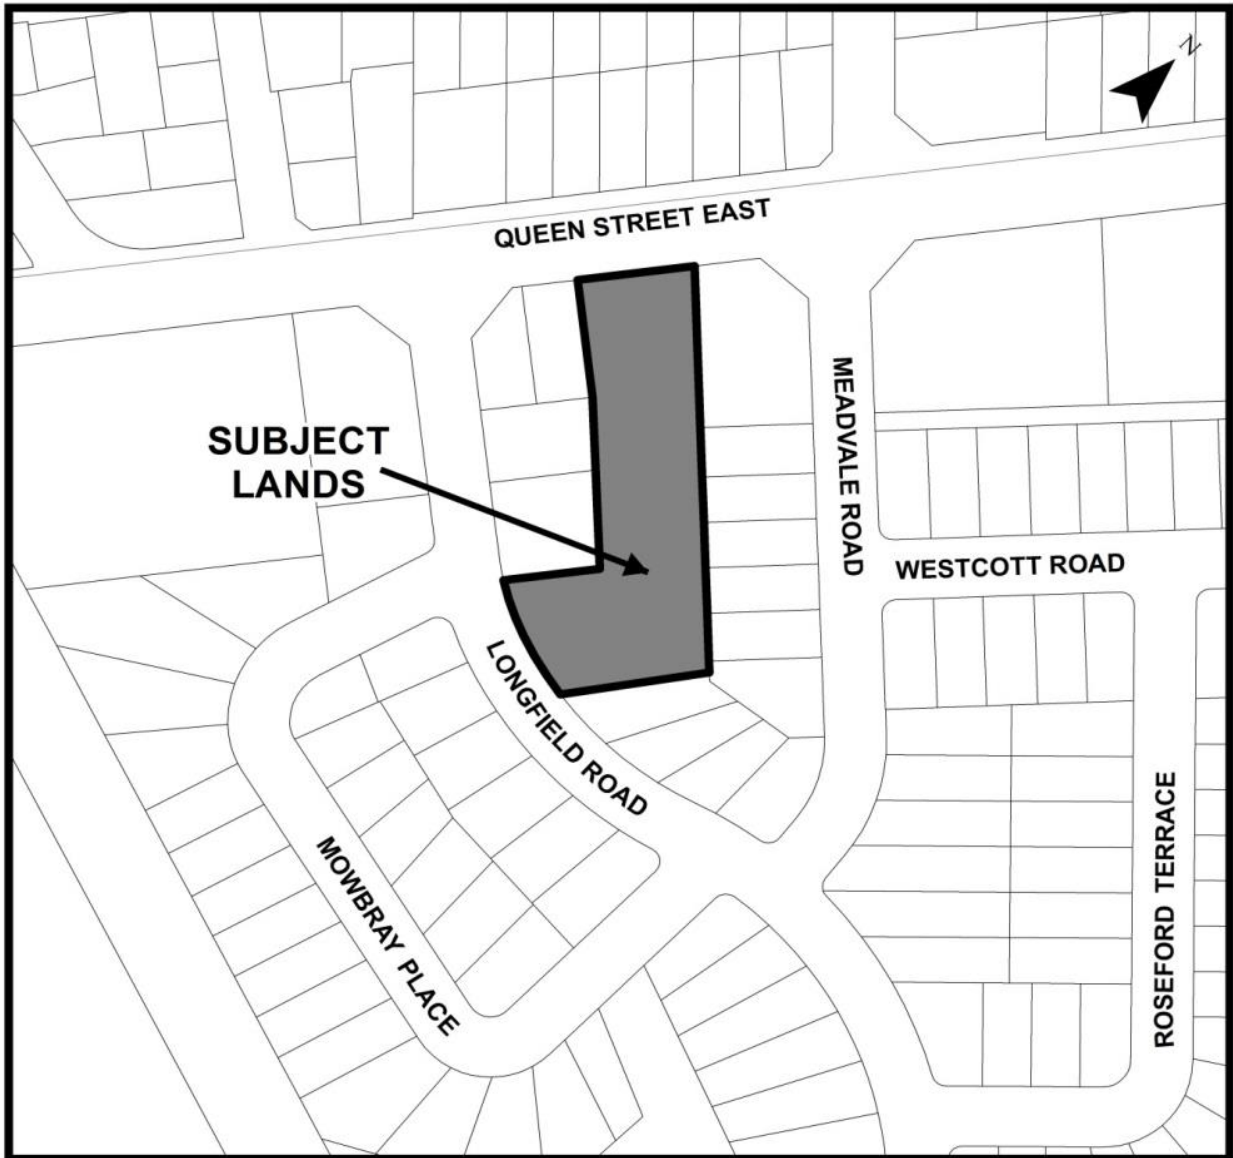 N
QUEEN STREET EAST
SUBJECT
LANDS
MEADVALE ROAD
WESTCOTT ROAD
LONGFIELD ROAD
MOWBRAY PLACE
ROSEFORD TERRACE